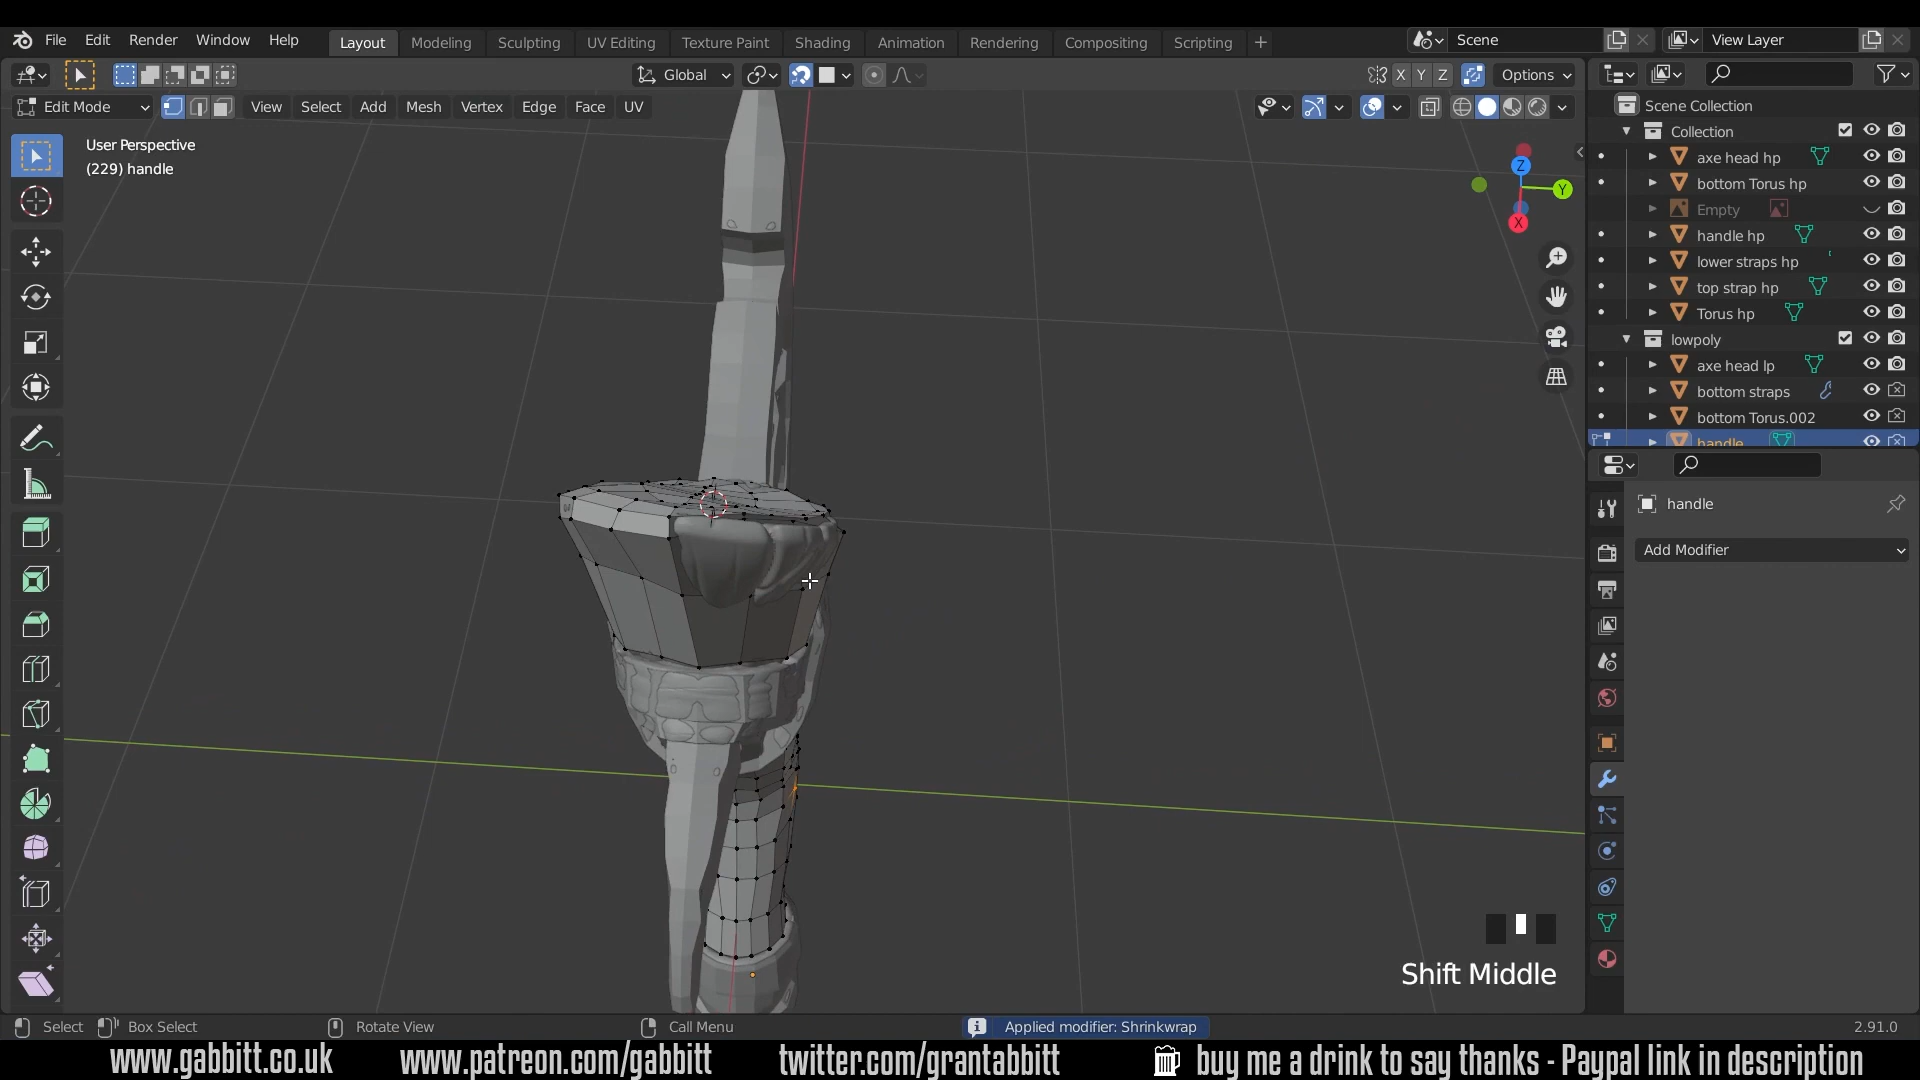 File Edit Render Window Help Layout Modeling Sculpting UV Editing Texture Paint Shading Animation Rendering Compositing Scripting Scene View Layer
Global X Y Z Options
Edit Mode View Select Add Mesh Vertex Edge Face UV
User Perspective
(229) handle
Z
Y
X
Scene Collection
Collection
axe head hp
bottom Torus hp
Empty
handle hp
lower straps hp
top strap hp
Torus hp
lowpoly
axe head lp
bottom straps
bottom Torus.002
handle
handle
Add Modifier
Shift Middle
Select Box Select Rotate View Call Menu Applied modifier: Shrinkwrap 2.91.0
www.gabbitt.co.uk www.patreon.com/gabbitt twitter.com/grantabbitt buy me a drink to say thanks - Paypal link in description